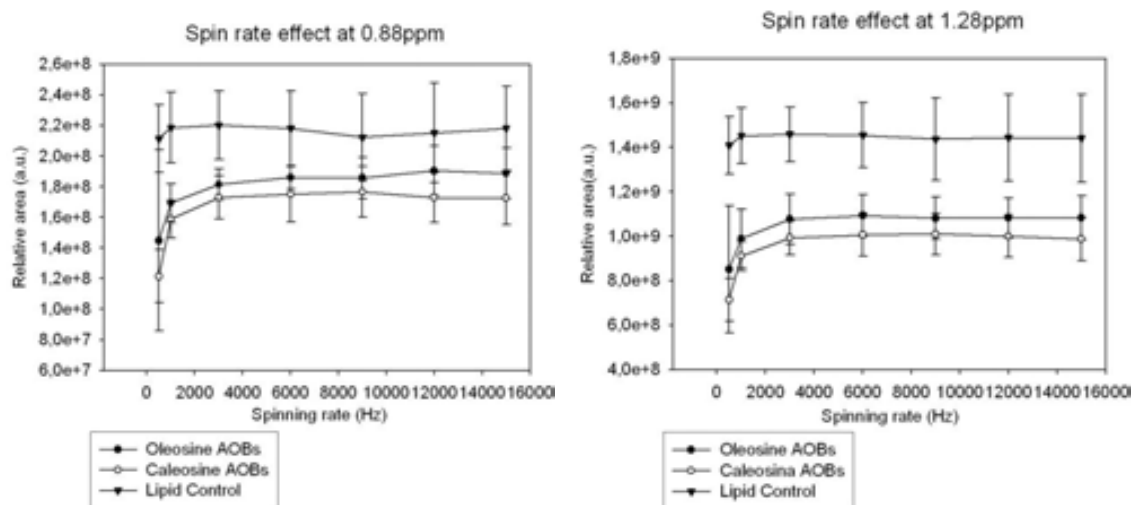 Spin rate effect at 0.88ppm
2,6e+8
2,4e+8
2,2e+8
2,0e+8
1,8e+8
1,6e+8
1,4e+8
1,2e+8
1,0e+8
8,0e+7
6,0e+7
Relative area (a.u.)
0 2000 4000 6000 8000 10000 12000 14000 16000
Spinning rate (Hz)
Oleosine AOBs
Caleosine AOBs
Lipid Control
Spin rate effect at 1.28ppm
1,8e+9
1,6e+9
1,4e+9
1,2e+9
1,0e+9
8,0e+8
6,0e+8
4,0e+8
Relative area(a.u.)
0 2000 4000 6000 8000 10000 12000 14000 16000
Spinning rate (Hz)
Oleosine AOBs
Caleosina AOBs
Lipid Control